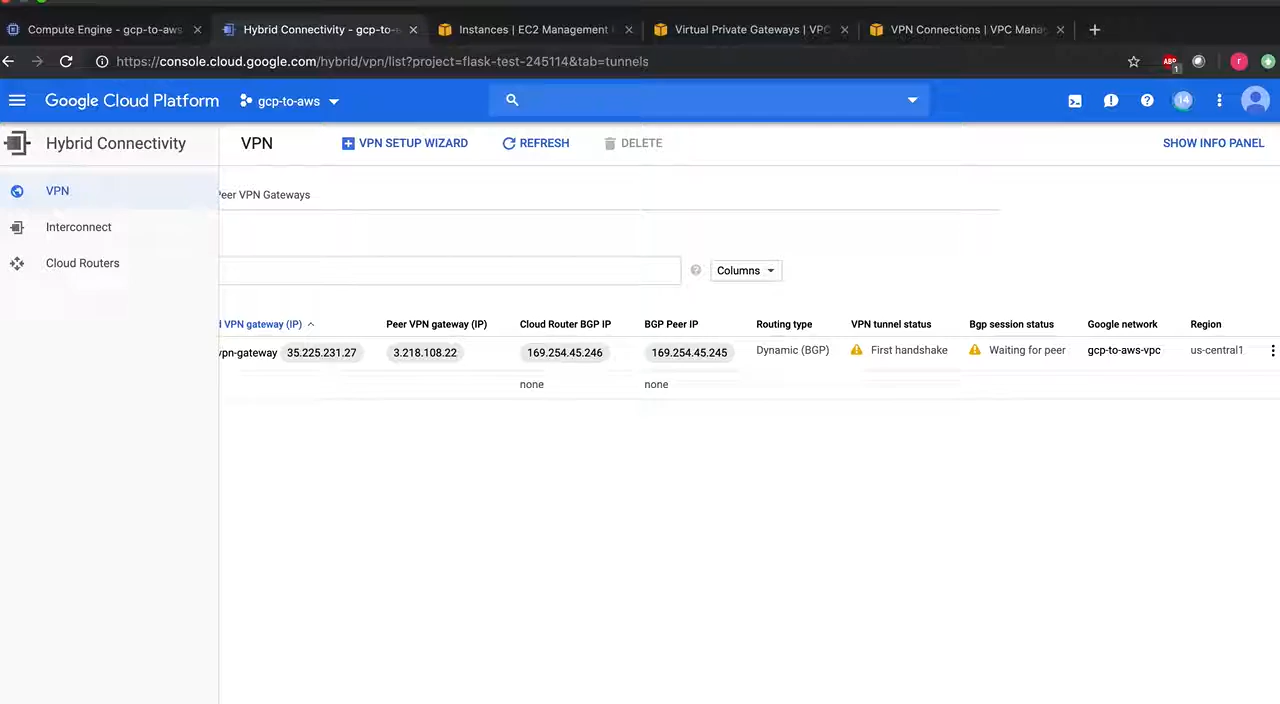 Compute Engine - gcp-to-aws
Hybrid Connectivity - gcp-to-
Instances | EC2 Management
Virtual Private Gateways | VPC
VPN Connections | VPC Mana
https://console.cloud.google.com/hybrid/vpn/list?project=flask-test-245114&tab=tunnels
ABP
1
r
Google Cloud Platform
gcp-to-aws
14
Hybrid Connectivity
VPN
VPN SETUP WIZARD
REFRESH
DELETE
SHOW INFO PANEL
VPN
Interconnect
Cloud Routers
Peer VPN Gateways
Columns
VPN gateway (IP)
Peer VPN gateway (IP)
Cloud Router BGP IP
BGP Peer IP
Routing type
VPN tunnel status
Bgp session status
Google network
Region
vpn-gateway
35.225.231.27
3.218.108.22
169.254.45.246
169.254.45.245
Dynamic (BGP)
First handshake
Waiting for peer
gcp-to-aws-vpc
us-central1
none
none